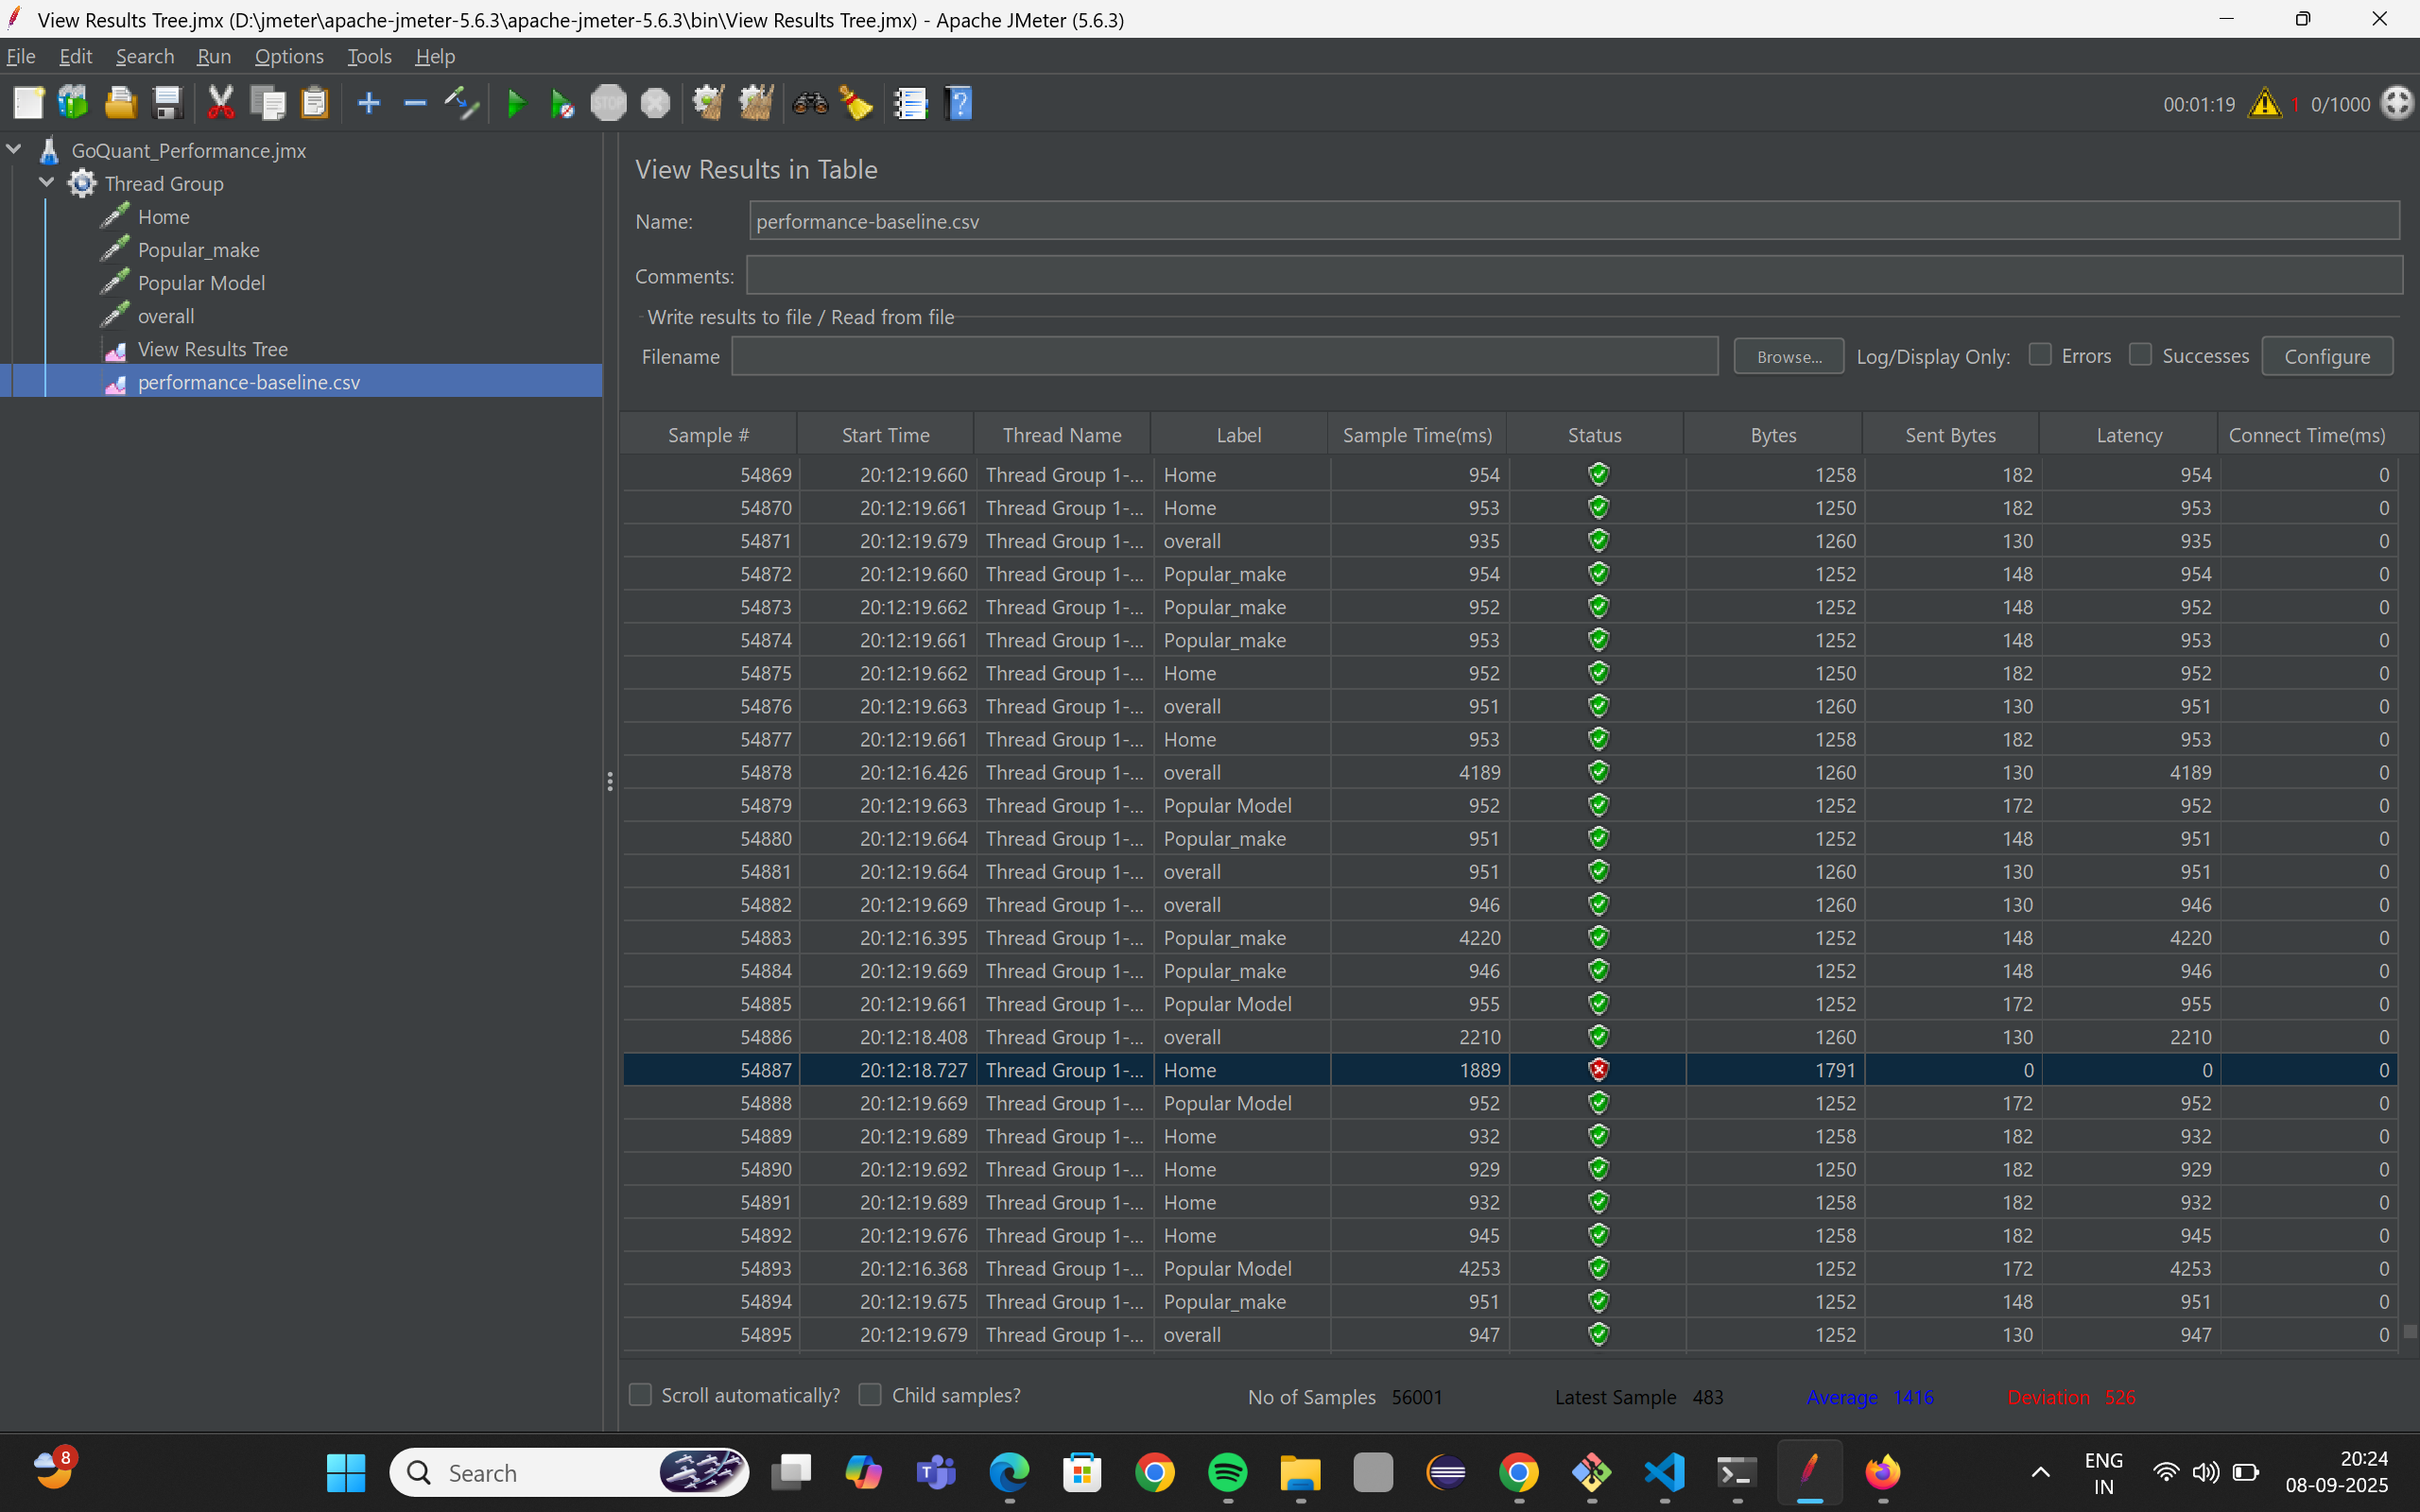 View Results Tree.jmx (D:\jmeter\apache-jmeter-5.6.3\apache-jmeter-5.6.3\bin\View Results Tree.jmx) - Apache JMeter (5.6.3)
File Edit Search Run Options Tools Help
STOP 00:01:19 1 0/1000
GoQuant_Performance.jmx
Thread Group
Home
Popular_make
Popular Model
overall
View Results Tree
performance-baseline.csv
View Results in Table
Name: performance-baseline.csv
Comments:
Write results to file / Read from file
Filename Browse... Log/Display Only: Errors Successes Configure
Sample # Start Time Thread Name Label Sample Time(ms) Status Bytes Sent Bytes Latency Connect Time(ms)
54869 20:12:19.660 Thread Group 1-... Home 954 1258 182 954 0
54870 20:12:19.661 Thread Group 1-... Home 953 1250 182 953 0
54871 20:12:19.679 Thread Group 1-... overall 935 1260 130 935 0
54872 20:12:19.660 Thread Group 1-... Popular_make 954 1252 148 954 0
54873 20:12:19.662 Thread Group 1-... Popular_make 952 1252 148 952 0
54874 20:12:19.661 Thread Group 1-... Popular_make 953 1252 148 953 0
54875 20:12:19.662 Thread Group 1-... Home 952 1250 182 952 0
54876 20:12:19.663 Thread Group 1-... overall 951 1260 130 951 0
54877 20:12:19.661 Thread Group 1-... Home 953 1258 182 953 0
54878 20:12:16.426 Thread Group 1-... overall 4189 1260 130 4189 0
54879 20:12:19.663 Thread Group 1-... Popular Model 952 1252 172 952 0
54880 20:12:19.664 Thread Group 1-... Popular_make 951 1252 148 951 0
54881 20:12:19.664 Thread Group 1-... overall 951 1260 130 951 0
54882 20:12:19.669 Thread Group 1-... overall 946 1260 130 946 0
54883 20:12:16.395 Thread Group 1-... Popular_make 4220 1252 148 4220 0
54884 20:12:19.669 Thread Group 1-... Popular_make 946 1252 148 946 0
54885 20:12:19.661 Thread Group 1-... Popular Model 955 1252 172 955 0
54886 20:12:18.408 Thread Group 1-... overall 2210 1260 130 2210 0
54887 20:12:18.727 Thread Group 1-... Home 1889 1791 0 0 0
54888 20:12:19.669 Thread Group 1-... Popular Model 952 1252 172 952 0
54889 20:12:19.689 Thread Group 1-... Home 932 1258 182 932 0
54890 20:12:19.692 Thread Group 1-... Home 929 1250 182 929 0
54891 20:12:19.689 Thread Group 1-... Home 932 1258 182 932 0
54892 20:12:19.676 Thread Group 1-... Home 945 1258 182 945 0
54893 20:12:16.368 Thread Group 1-... Popular Model 4253 1252 172 4253 0
54894 20:12:19.675 Thread Group 1-... Popular_make 951 1252 148 951 0
54895 20:12:19.679 Thread Group 1-... overall 947 1252 130 947 0
Scroll automatically? Child samples? No of Samples 56001 Latest Sample 483 Average 1416 Deviation 526
8 Search ENG 20:24
IN 08-09-2025